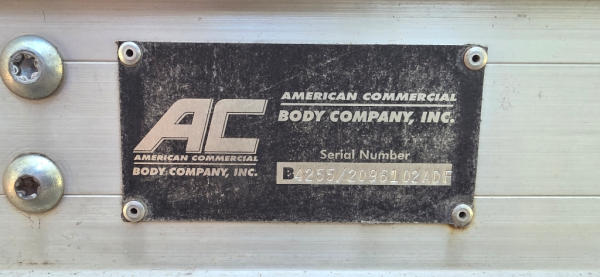 AC
AMERICAN COMMERCIAL
BODY COMPANY, INC.
AMERICAN COMMERCIAL
BODY COMPANY, INC.
Serial Number
B4255/2096102ADF